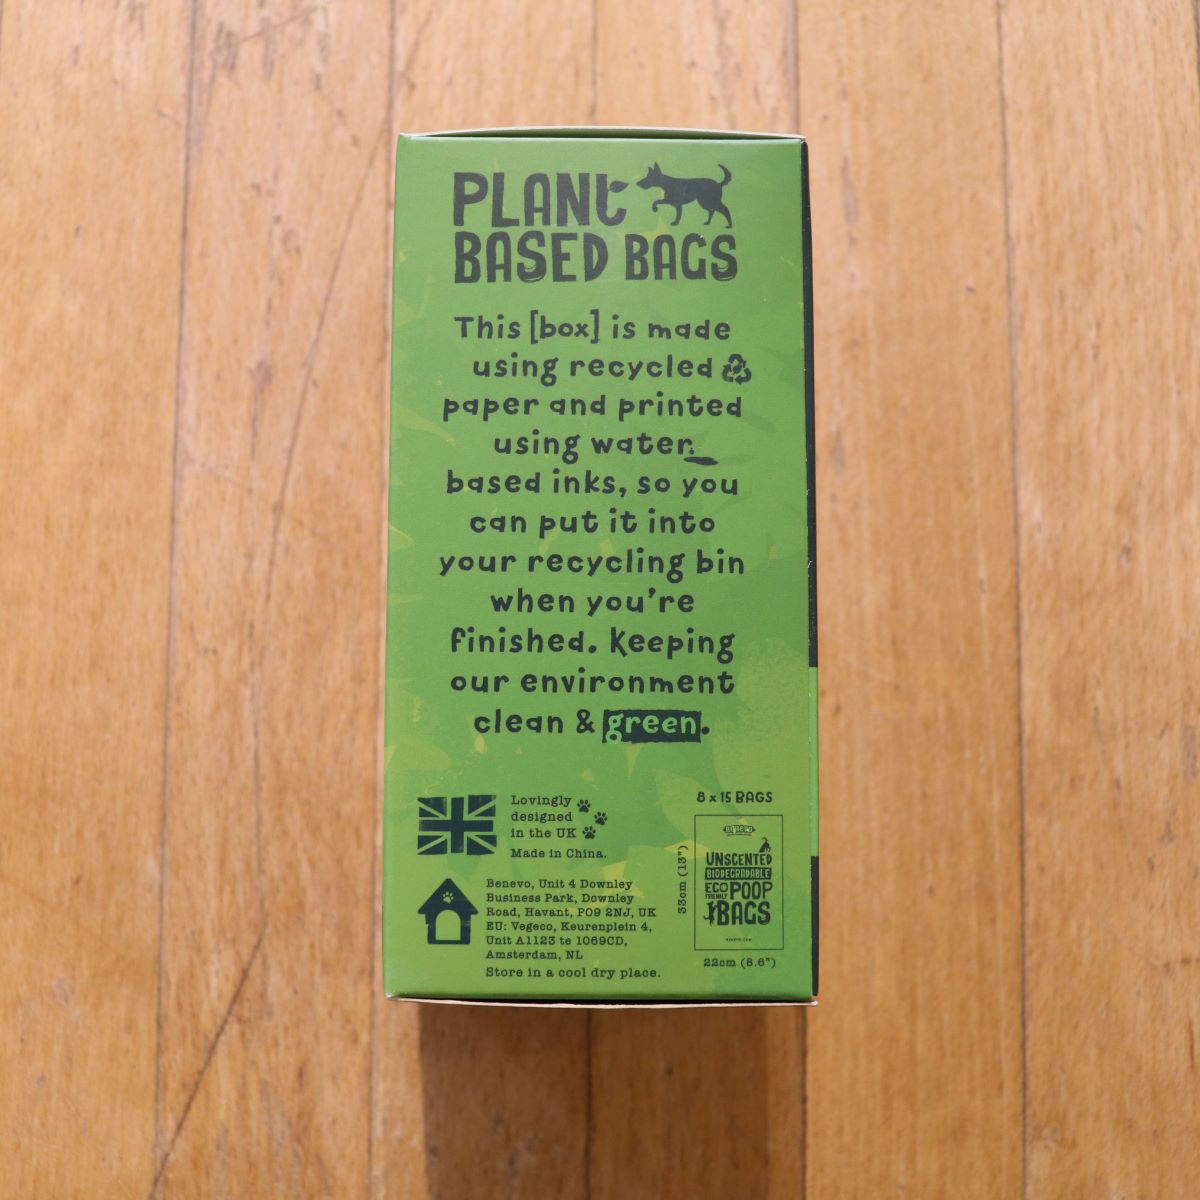 PLANT
BASED BAGS
This [box] is made
using recycled
paper and printed
using water_
based inks, so you
can put it into
your recycling bin
when you're
finished. Keeping
our environment
clean & green.
Lovingly
designed
in the UK
Made in China.
Benevo, Unit 4 Downley
Business Park, Downley
Road, Havant, PO9 2NJ, UK
EU: Vegeco, Keurenplein 4,
Unit A1123 te 1069CD,
Amsterdam, NL
Store in a cool dry place.
8 x 15 BAGS
33cm (13")
UNSCENTED
BIODEGRADABLE
ECO FRIENDLY POOP
BAGS
22cm (8.6")